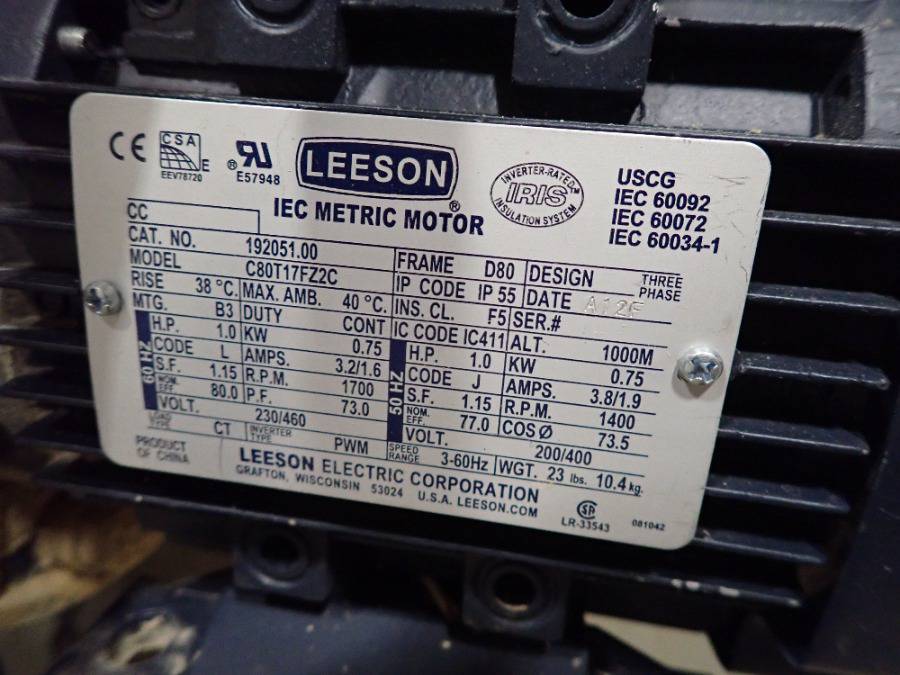 CE CSA E
EEV78720
® RU
E57948
LEESON®
IEC METRIC MOTOR
INVERTER-RATED
IRIS
INSULATION SYSTEM
USCG
IEC 60092
IEC 60072
IEC 60034-1
CC
CAT. NO. 192051.00
MODEL C80T17FZ2C FRAME D80 DESIGN THREE PHASE
RISE 38 °C. MAX. AMB. 40 °C. IP CODE IP 55 DATE A12F
MTG. B3 DUTY CONT INS. CL. F5 SER.#
IC CODE IC411 ALT. 1000M
60 HZ
H.P. 1.0 KW 0.75
CODE L AMPS. 3.2/1.6
S.F. 1.15 R.P.M. 1700
NOM. EFF. 80.0 P.F. 73.0
VOLT. 230/460
50 HZ
H.P. 1.0 KW 0.75
CODE J AMPS. 3.8/1.9
S.F. 1.15 R.P.M. 1400
NOM. EFF. 77.0 COS Ø 73.5
VOLT. 200/400
LOAD TYPE CT INVERTER TYPE PWM SPEED RANGE 3-60Hz WGT. 23 lbs. 10.4 kg.
PRODUCT
OF CHINA
LEESON ELECTRIC CORPORATION
GRAFTON, WISCONSIN 53024 U.S.A. LEESON.COM
LR-33543
081042